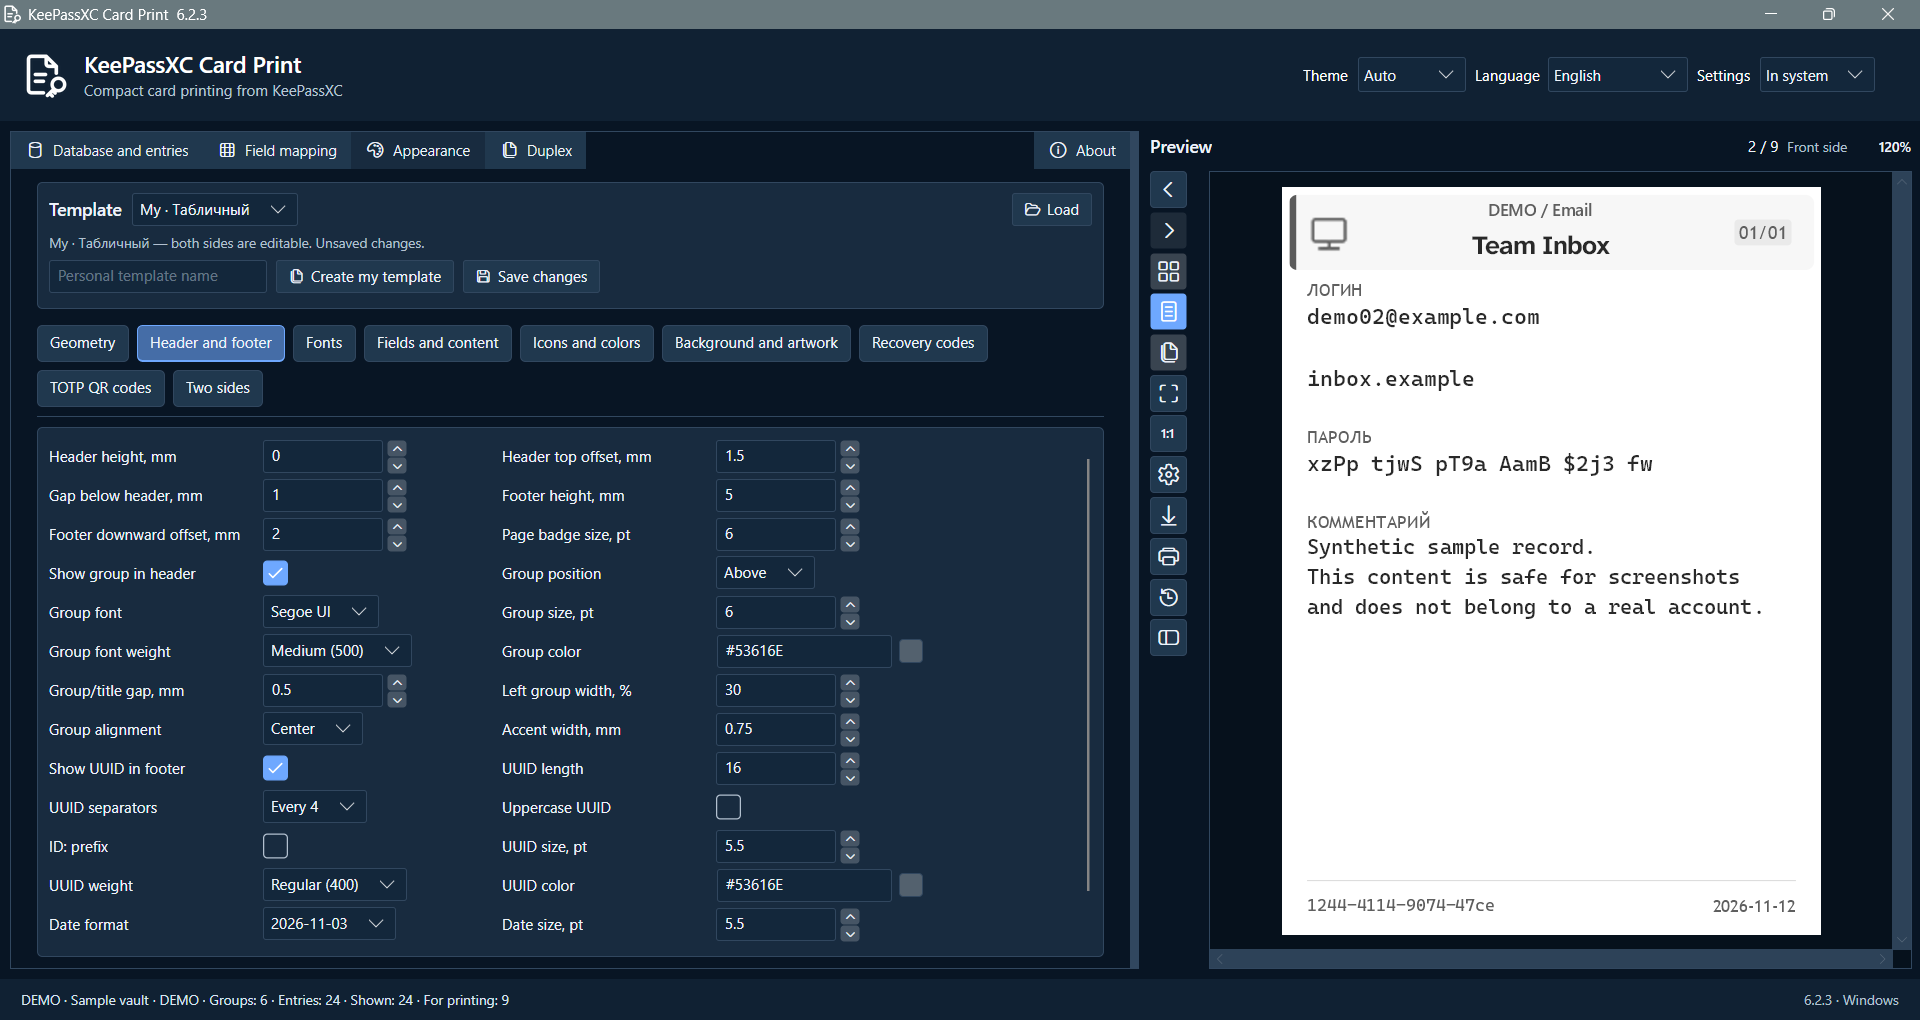 KeePassXC Card Print 6.2.3
KeePassXC Card Print
Compact card printing from KeePassXC
Theme Auto Language English Settings In system
Database and entries Field mapping Appearance Duplex About
Template My · Табличный Load
My · Табличный — both sides are editable. Unsaved changes.
Personal template name Create my template Save changes
Geometry Header and footer Fonts Fields and content Icons and colors Background and artwork Recovery codes
TOTP QR codes Two sides
Header height, mm 0 Header top offset, mm 1.5
Gap below header, mm 1 Footer height, mm 5
Footer downward offset, mm 2 Page badge size, pt 6
Show group in header Group position Above
Group font Segoe UI Group size, pt 6
Group font weight Medium (500) Group color #53616E
Group/title gap, mm 0.5 Left group width, % 30
Group alignment Center Accent width, mm 0.75
Show UUID in footer UUID length 16
UUID separators Every 4 Uppercase UUID
ID: prefix UUID size, pt 5.5
UUID weight Regular (400) UUID color #53616E
Date format 2026-11-03 Date size, pt 5.5
Preview 2 / 9 Front side 120%
1:1
DEMO / Email
Team Inbox
01/01
ЛОГИН
demo02@example.com
inbox.example
ПАРОЛЬ
xzPp tjwS pT9a AamB $2j3 fw
КОММЕНТАРИЙ
Synthetic sample record.
This content is safe for screenshots
and does not belong to a real account.
1244-4114-9074-47ce 2026-11-12
DEMO · Sample vault · DEMO · Groups: 6 · Entries: 24 · Shown: 24 · For printing: 9
6.2.3 · Windows